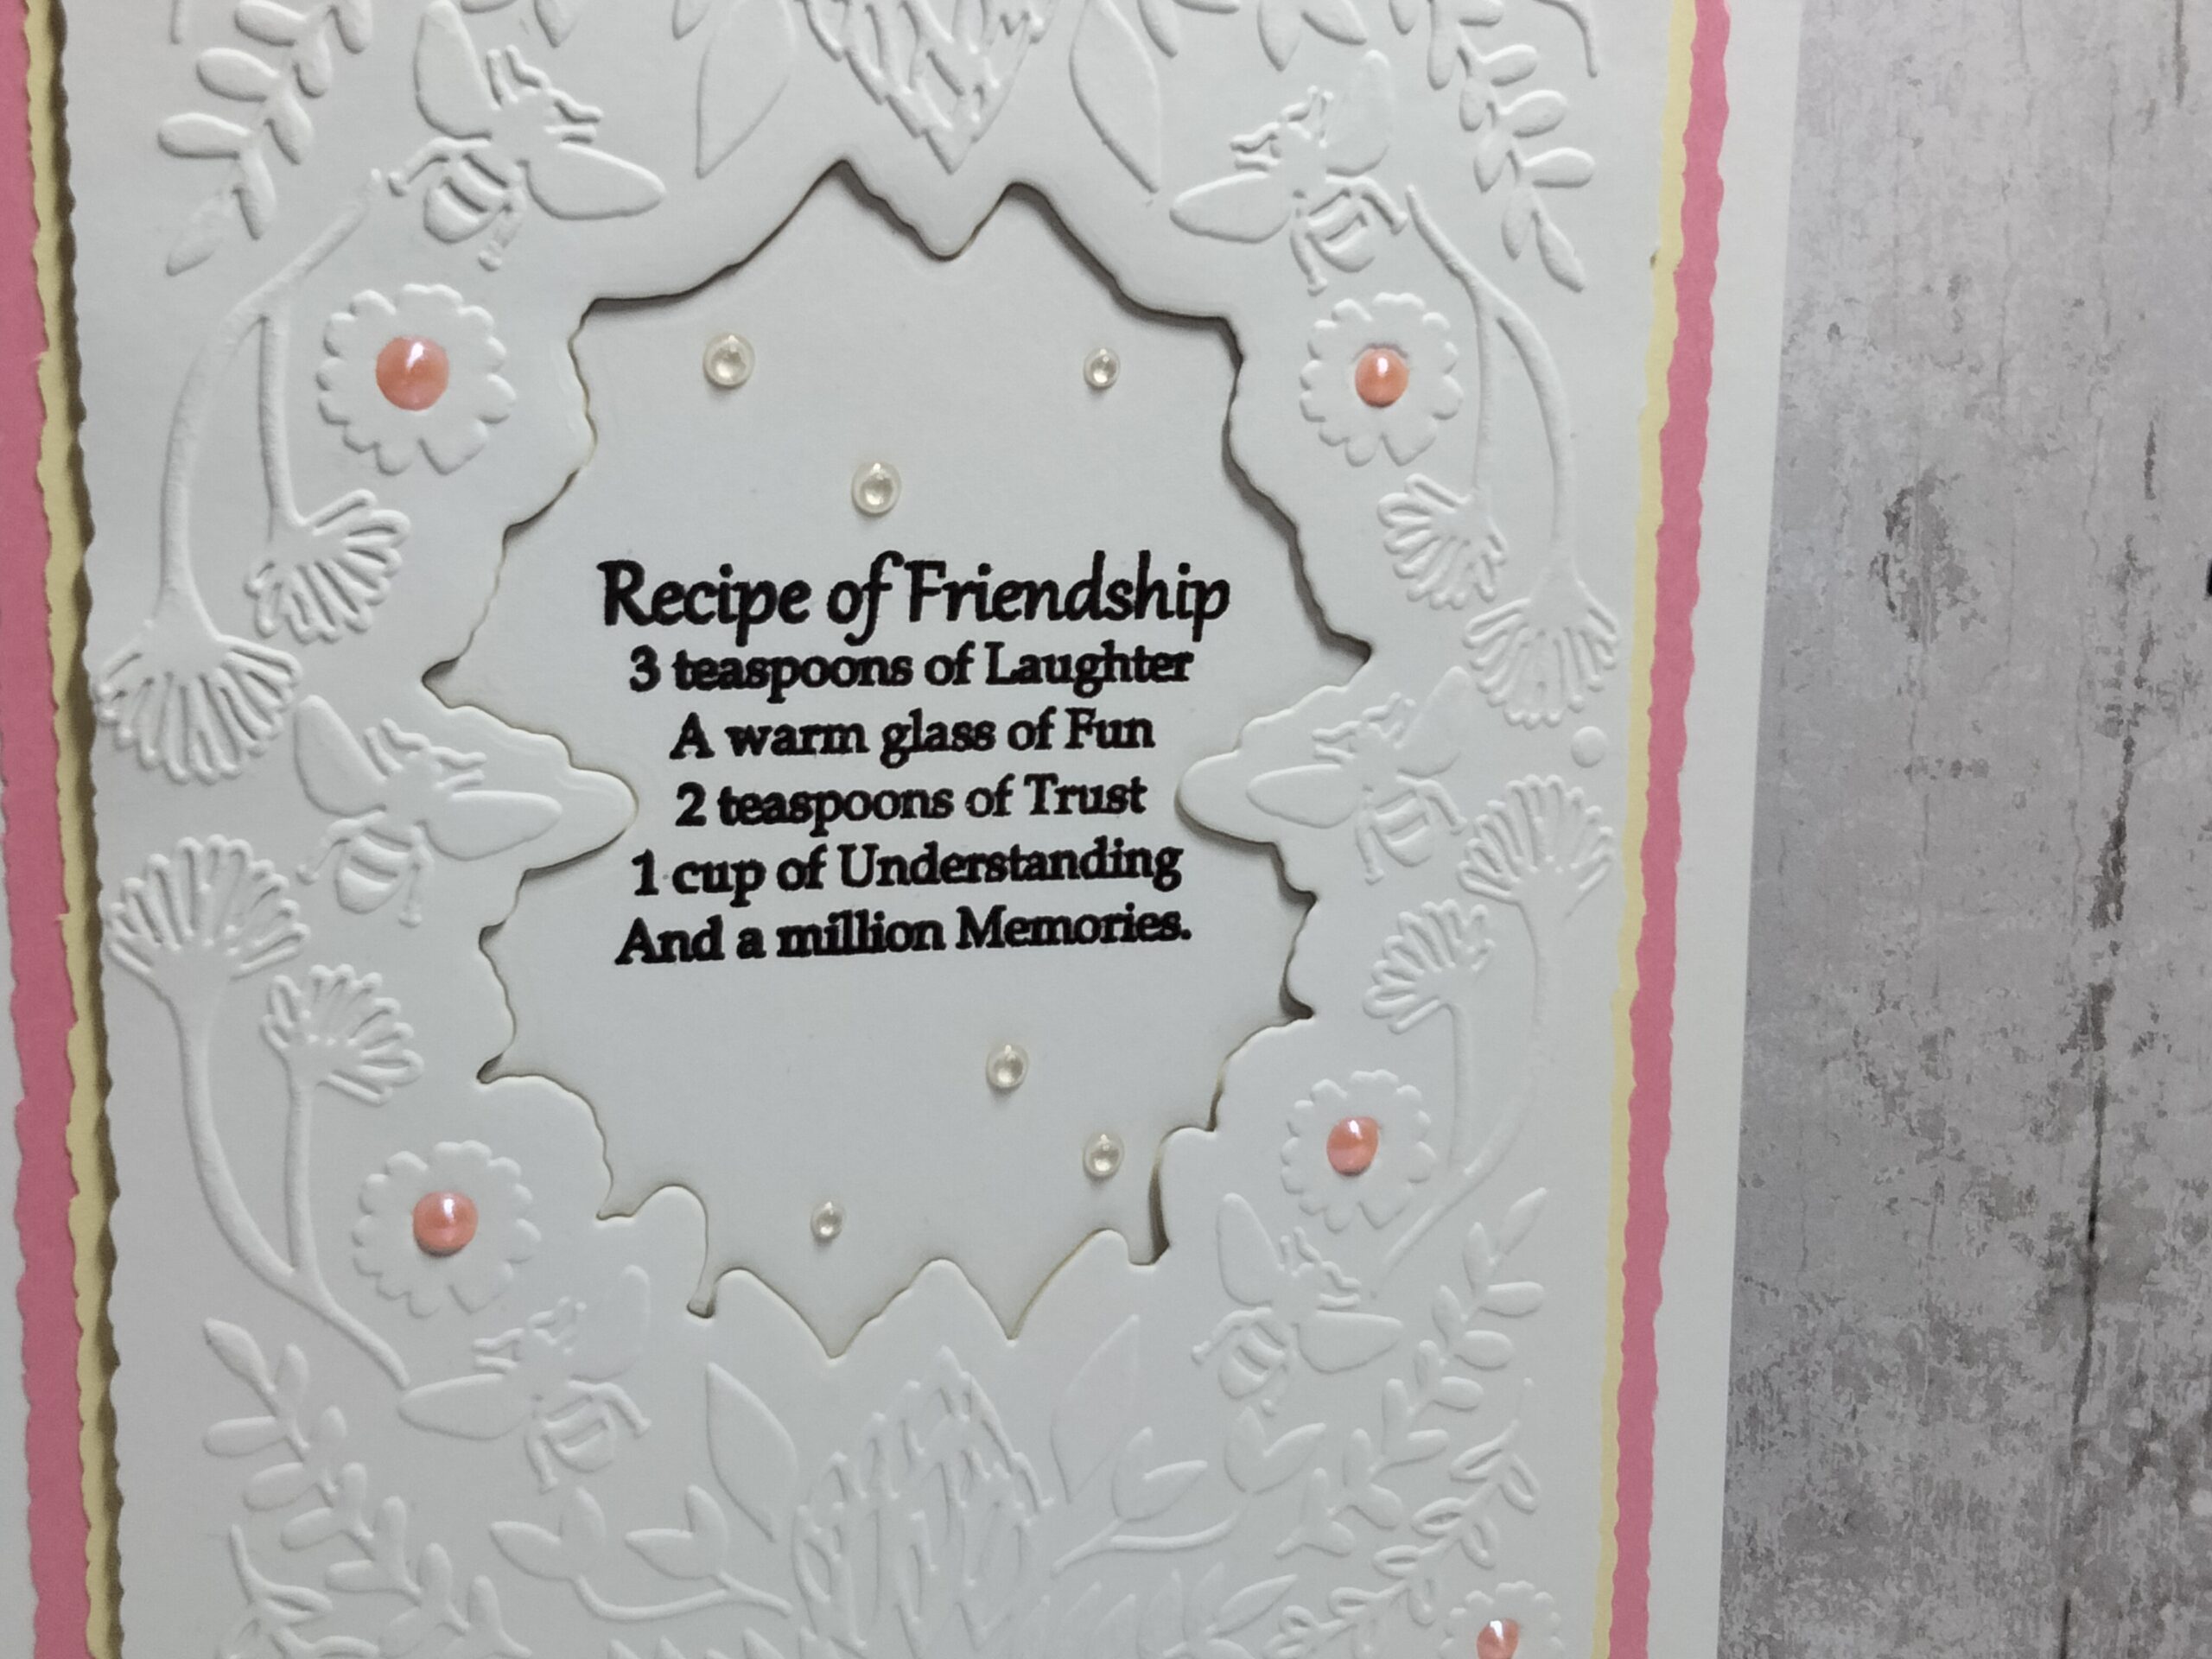 Recipe of Friendship
3 teaspoons of Laughter
A warm glass of Fun
2 teaspoons of Trust
1 cup of Understanding
And a million Memories.